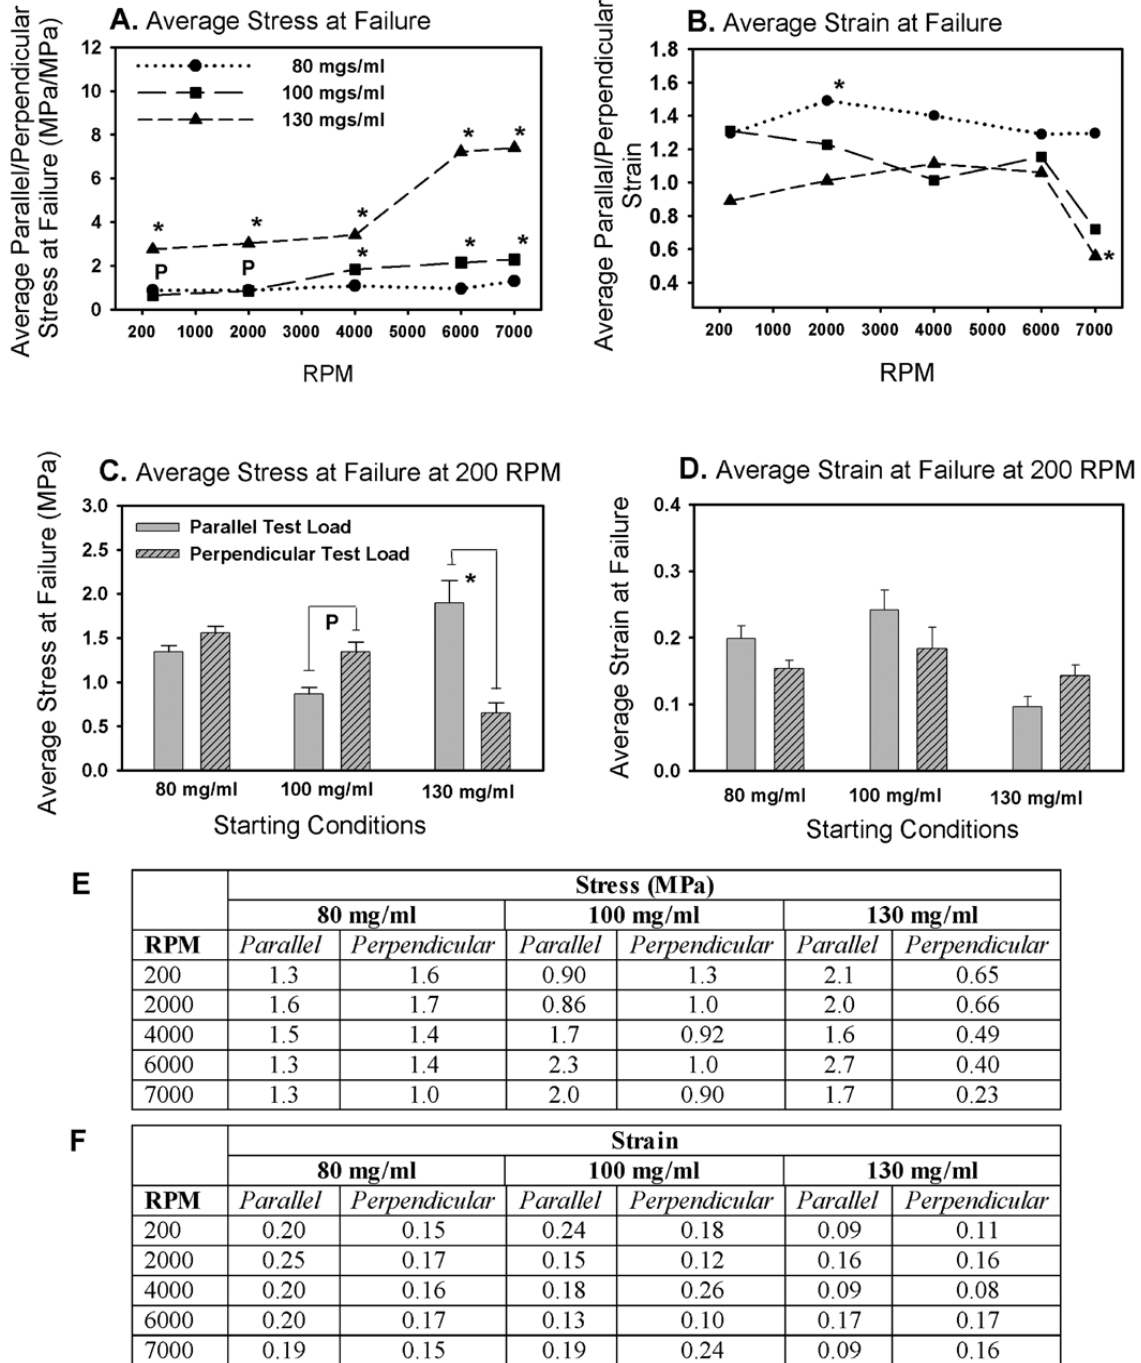 A. Average Stress at Failure
Average Parallel/Perpendicular
Stress at Failure (MPa/MPa)
12
10
8
6
4
2
0
80 mgs/ml
100 mgs/ml
130 mgs/ml
* * * * *
* * *
P P
200 1000 2000 3000 4000 5000 6000 7000
RPM
B. Average Strain at Failure
Average Parallal/Perpendicular
Strain
1.8
1.6
1.4
1.2
1.0
0.8
0.6
0.4
*
*
200 1000 2000 3000 4000 5000 6000 7000
RPM
C. Average Stress at Failure at 200 RPM
Average Stress at Failure (MPa)
3.0
2.5
2.0
1.5
1.0
0.5
0.0
Parallel Test Load
Perpendicular Test Load
P
*
80 mg/ml 100 mg/ml 130 mg/ml
Starting Conditions
D. Average Strain at Failure at 200 RPM
Average Strain at Failure
0.4
0.3
0.2
0.1
0.0
80 mg/ml 100 mg/ml 130 mg/ml
Starting Conditions
E
Stress (MPa)
80 mg/ml 100 mg/ml 130 mg/ml
RPM Parallel Perpendicular Parallel Perpendicular Parallel Perpendicular
200 1.3 1.6 0.90 1.3 2.1 0.65
2000 1.6 1.7 0.86 1.0 2.0 0.66
4000 1.5 1.4 1.7 0.92 1.6 0.49
6000 1.3 1.4 2.3 1.0 2.7 0.40
7000 1.3 1.0 2.0 0.90 1.7 0.23
F
Strain
80 mg/ml 100 mg/ml 130 mg/ml
RPM Parallel Perpendicular Parallel Perpendicular Parallel Perpendicular
200 0.20 0.15 0.24 0.18 0.09 0.11
2000 0.25 0.17 0.15 0.12 0.16 0.16
4000 0.20 0.16 0.18 0.26 0.09 0.08
6000 0.20 0.17 0.13 0.10 0.17 0.17
7000 0.19 0.15 0.19 0.24 0.09 0.16